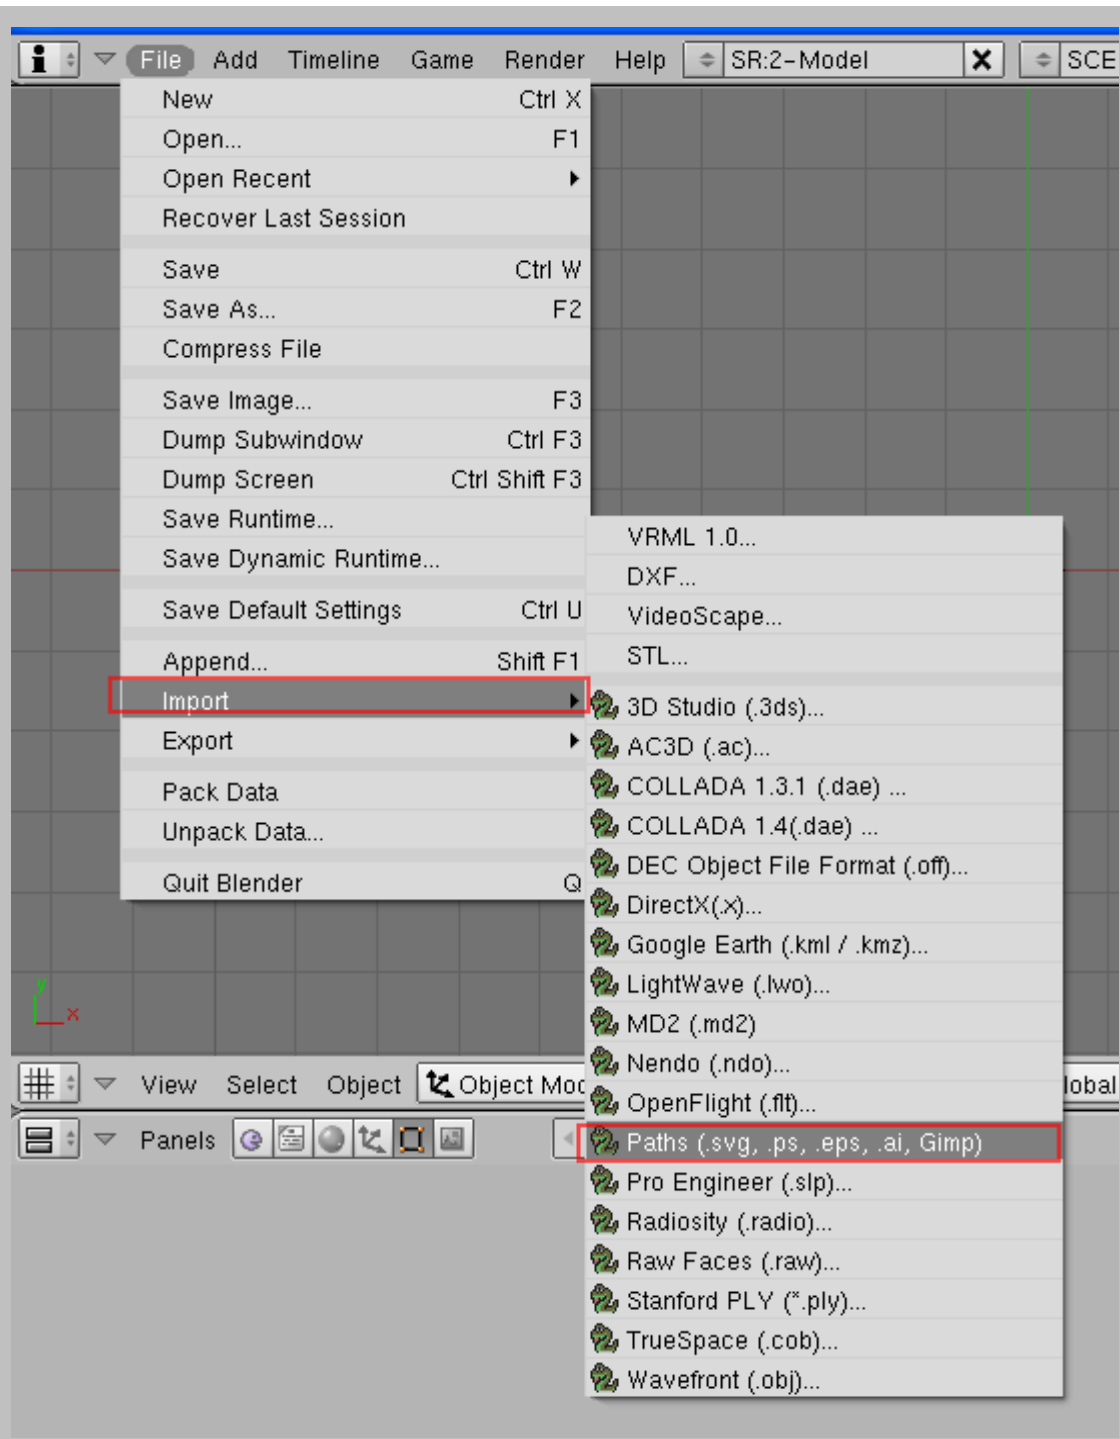 File Add Timeline Game Render Help SR:2-Model SCE
New Ctrl X
Open... F1
Open Recent
Recover Last Session
Save Ctrl W
Save As... F2
Compress File
Save Image... F3
Dump Subwindow Ctrl F3
Dump Screen Ctrl Shift F3
Save Runtime...
Save Dynamic Runtime...
Save Default Settings Ctrl U
Append... Shift F1
Import
Export
Pack Data
Unpack Data...
Quit Blender Q
VRML 1.0...
DXF...
VideoScape...
STL...
3D Studio (.3ds)...
AC3D (.ac)...
COLLADA 1.3.1 (.dae) ...
COLLADA 1.4(.dae) ...
DEC Object File Format (.off)...
DirectX(.x)...
Google Earth (.kml / .kmz)...
LightWave (.lwo)...
MD2 (.md2)
Nendo (.ndo)...
OpenFlight (.flt)...
Paths (.svg, .ps, .eps, .ai, Gimp)
Pro Engineer (.slp)...
Radiosity (.radio)...
Raw Faces (.raw)...
Stanford PLY (*.ply)...
TrueSpace (.cob)...
Wavefront (.obj)...
y
x
View Select Object Object Mod lobal
Panels